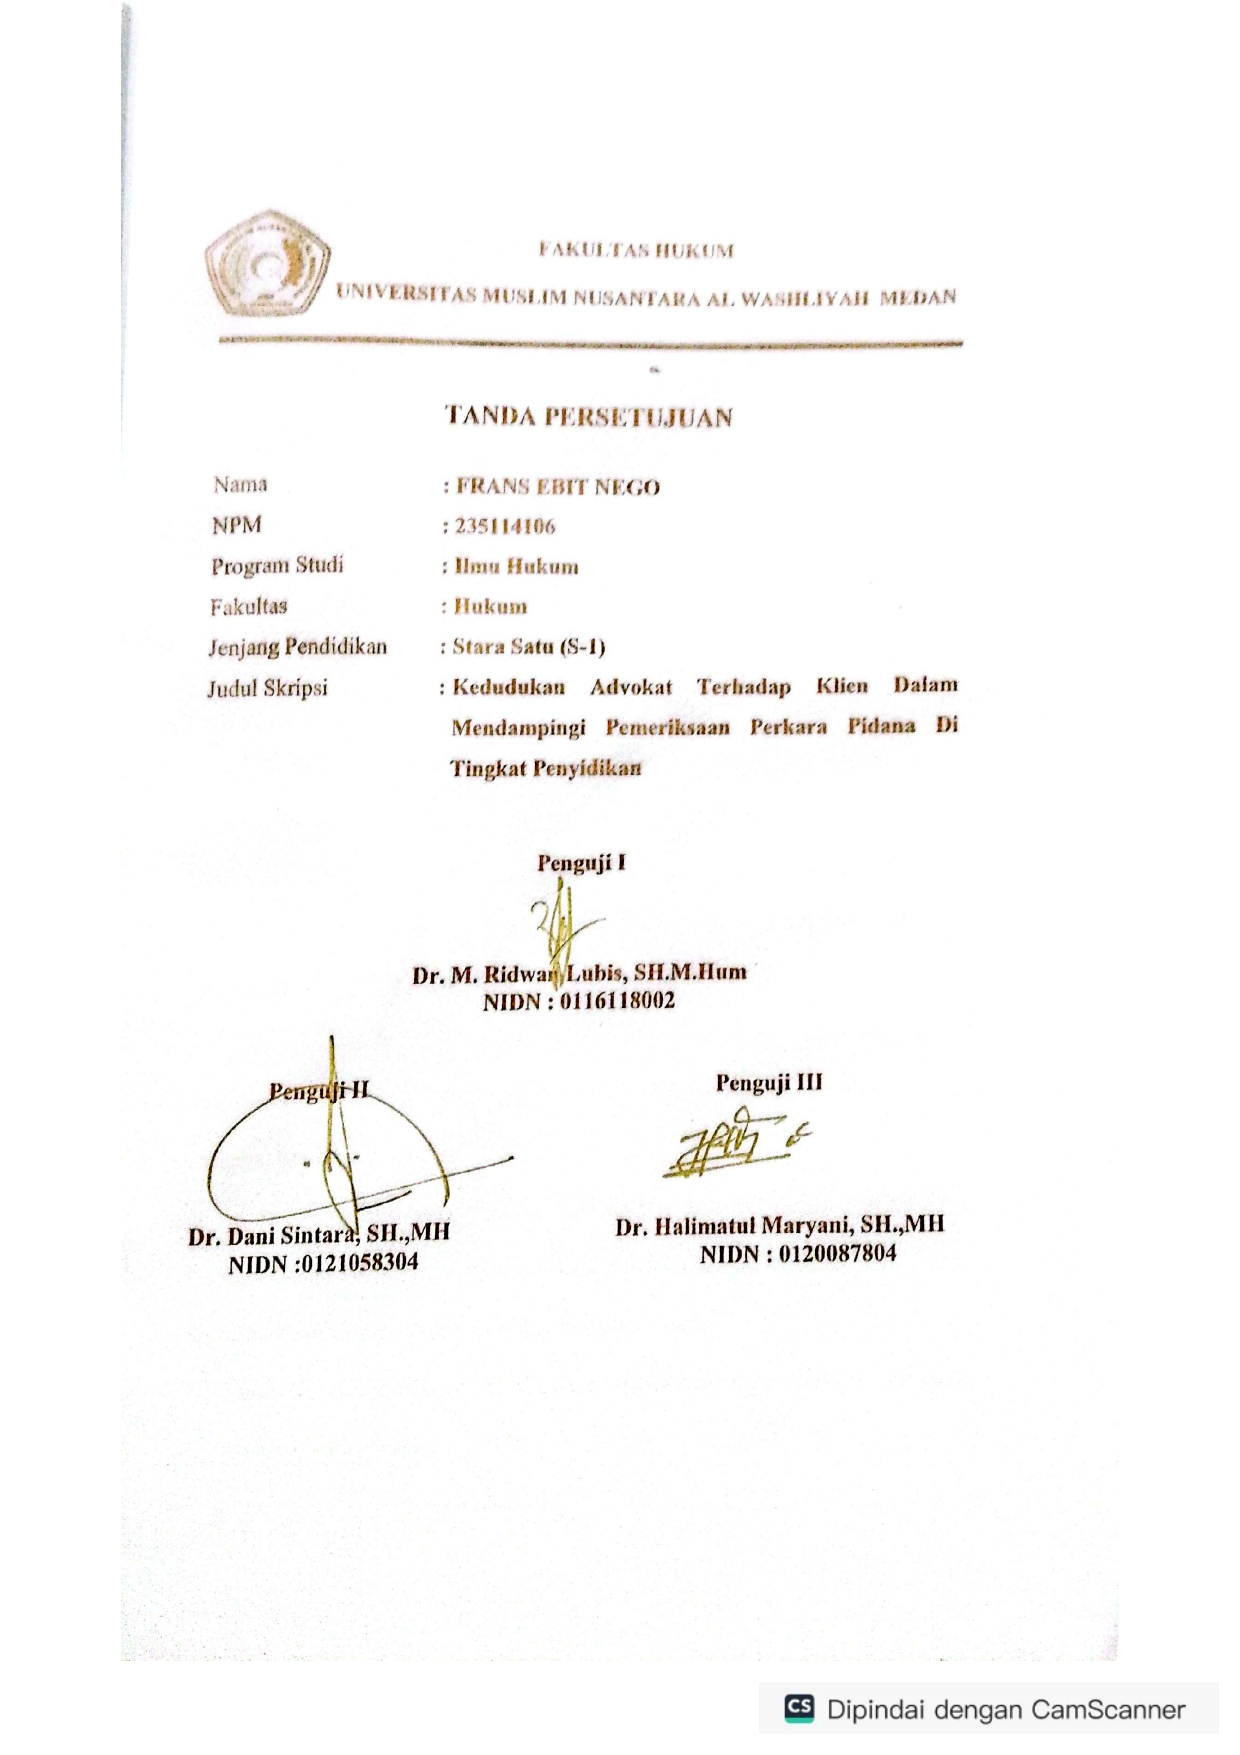 FAKULTAS HUKUM
UNIVERSITAS MUSLIM NUSANTARA AL WASHLIYAH MEDAN
TANDA PERSETUJUAN
Nama : FRANS EBIT NEGO
NPM : 235114106
Program Studi : Ilmu Hukum
Fakultas : Hukum
Jenjang Pendidikan : Stara Satu (S-1)
Judul Skripsi : Kedudukan Advokat Terhadap Klien Dalam
Mendampingi Pemeriksaan Perkara Pidana Di
Tingkat Penyidikan
Penguji I
Dr. M. Ridwan Lubis, SH.M.Hum
NIDN : 0116118002
Penguji II
Dr. Dani Sintara, SH.,MH
NIDN :0121058304
Penguji III
Dr. Halimatul Maryani, SH.,MH
NIDN : 0120087804
CS Dipindai dengan CamScanner